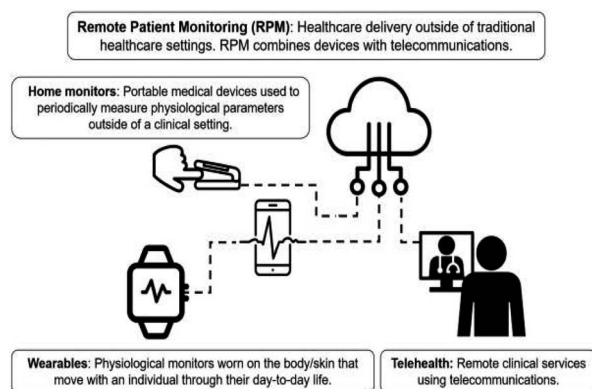 Remote Patient Monitoring (RPM): Healthcare delivery outside of traditional
healthcare settings. RPM combines devices with telecommunications.
Home monitors: Portable medical devices used to
periodically measure physiological parameters
outside of a clinical setting.
Wearables: Physiological monitors worn on the body/skin that
move with an individual through their day-to-day life.
Telehealth: Remote clinical services
using telecommunications.